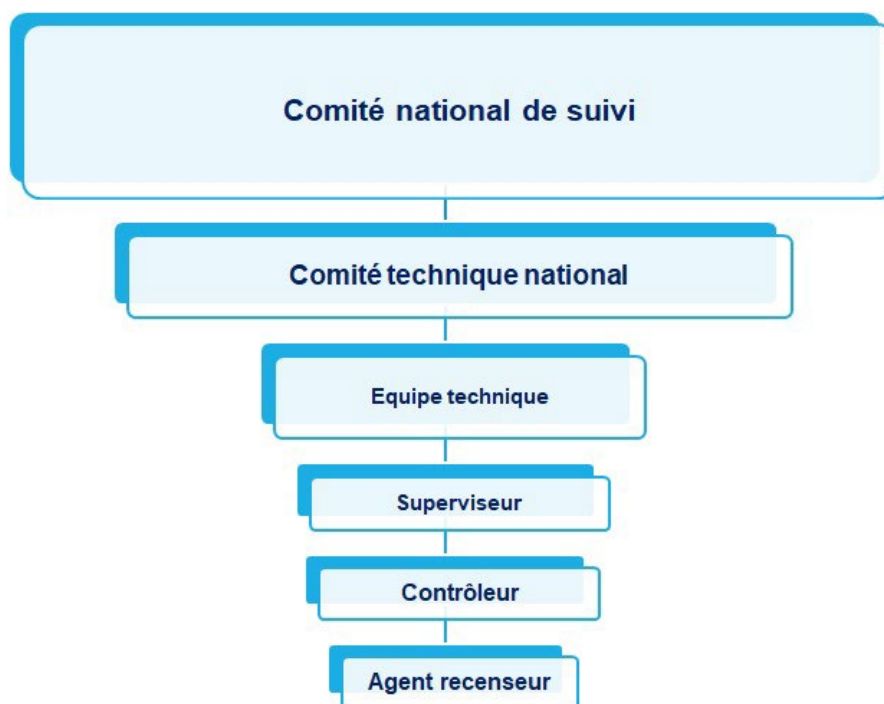 Comité national de suivi
Comité technique national
Equipe technique
Superviseur
Contrôleur
Agent recenseur